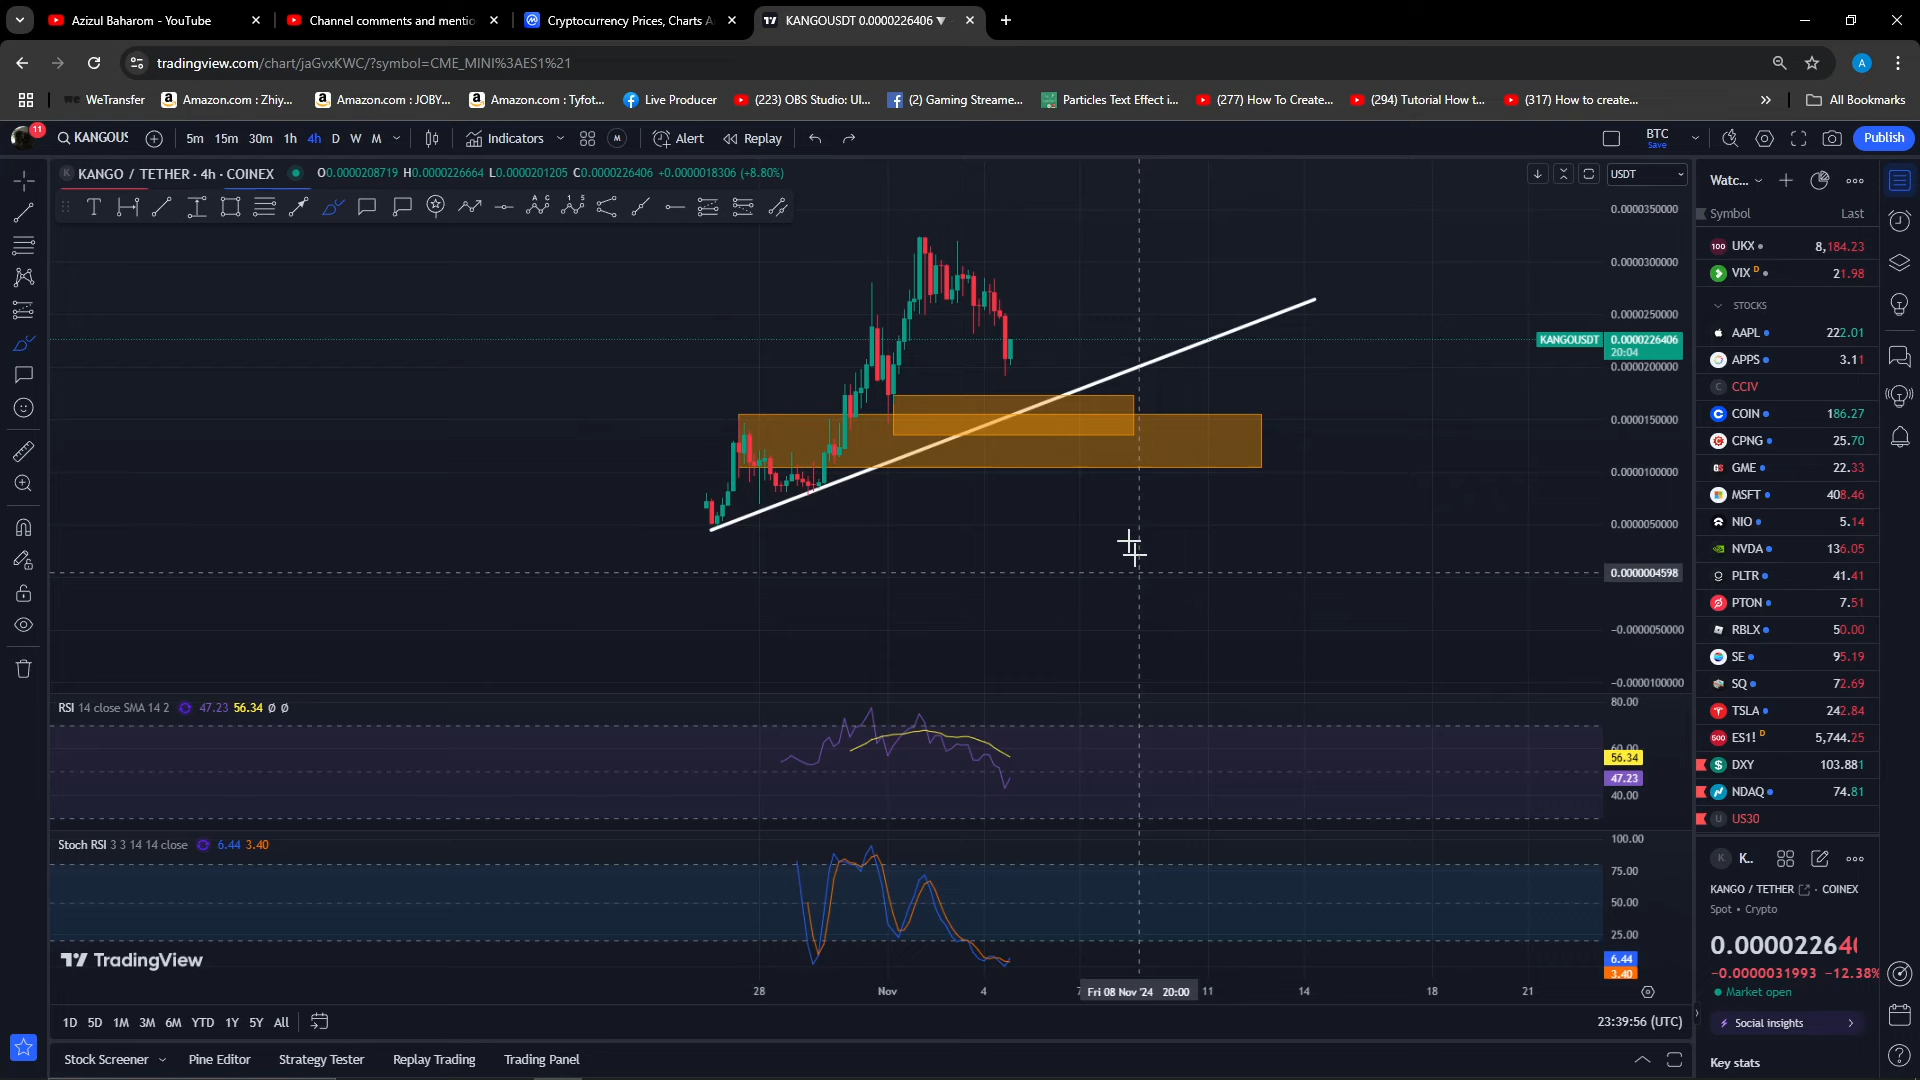 Azizul Baharom - YouTube
Channel comments and mentio
Cryptocurrency Prices, Charts A
KANGOUSDT 0.0000226406 ▼
tradingview.com/chart/jaGvxKWC/?symbol=CME_MINI%3AES1%21
A
we WeTransfer
Amazon.com : Zhiy...
Amazon.com : JOBY...
Amazon.com : Tyfot...
Live Producer
(223) OBS Studio: Ul...
(2) Gaming Streame...
Particles Text Effect i...
(277) How To Create...
(294) Tutorial How t...
(317) How to create...
All Bookmarks
11
KANGOUS
5m 15m 30m 1h 4h D W M
Indicators
M
Alert
Replay
BTC
Save
Publish
K KANGO / TETHER · 4h · COINEX
O0.0000208719 H0.0000226664 L0.0000201205 C0.0000226406 +0.0000018306 (+8.80%)
USDT
0.0000350000
0.0000300000
0.0000250000
KANGOUSDT 0.0000226406
20:04
0.0000200000
0.0000150000
0.0000100000
0.0000050000
0.0000004598
−0.0000050000
−0.0000100000
RSI 14 close SMA 14 2 47.23 56.34 Ø Ø
80.00
60.00
56.34
47.23
40.00
Stoch RSI 3 3 14 14 close 6.44 3.40
100.00
75.00
50.00
25.00
6.44
3.40
TradingView
28 Nov 4 7 Fri 08 Nov '24 20:00 11 14 18 21
1D 5D 1M 3M 6M YTD 1Y 5Y All
23:39:56 (UTC)
Stock Screener Pine Editor Strategy Tester Replay Trading Trading Panel
Watc...
Symbol Last
100 UKX 8,184.23
VIX D 21.98
STOCKS
AAPL 222.01
APPS 3.11
C CCIV
COIN 186.27
CPNG 25.70
GME 22.33
MSFT 408.46
NIO 5.14
NVDA 136.05
PLTR 41.41
PTON 7.51
RBLX 50.00
SE 95.19
SQ 72.69
TSLA 242.84
500 ES1! D 5,744.25
DXY 103.881
NDAQ 74.81
U US30
K K..
KANGO / TETHER · COINEX
Spot • Crypto
0.000022640
−0.0000031993 −12.38%
Market open
Social insights
Key stats